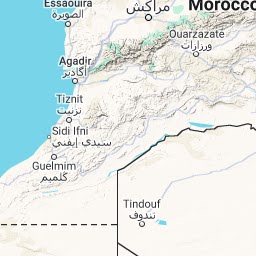 Essaouira
الصويرة
مراكش
Morocco
Ouarzazate
ورزازات
Agadir
أكادير
Tiznit
تزنيت
Sidi Ifni
سيدي إيفني
Guelmim
كلميم
Tindouf
تندوف